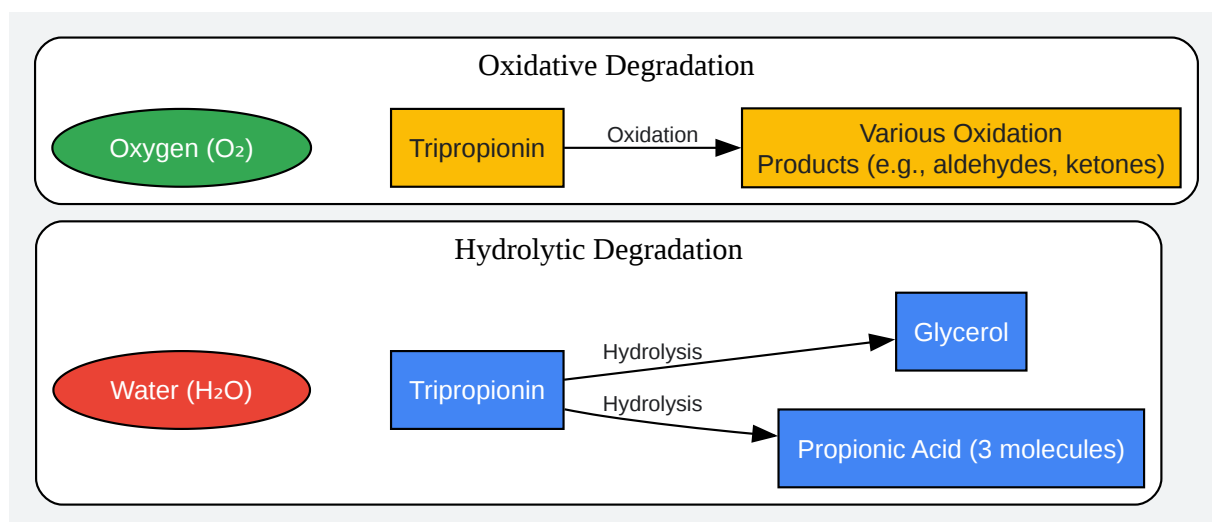 Oxidative Degradation
Oxygen (O₂)
Tripropionin
Oxidation
Various Oxidation
Products (e.g., aldehydes, ketones)
Hydrolytic Degradation
Water (H₂O)
Tripropionin
Hydrolysis
Glycerol
Hydrolysis
Propionic Acid (3 molecules)